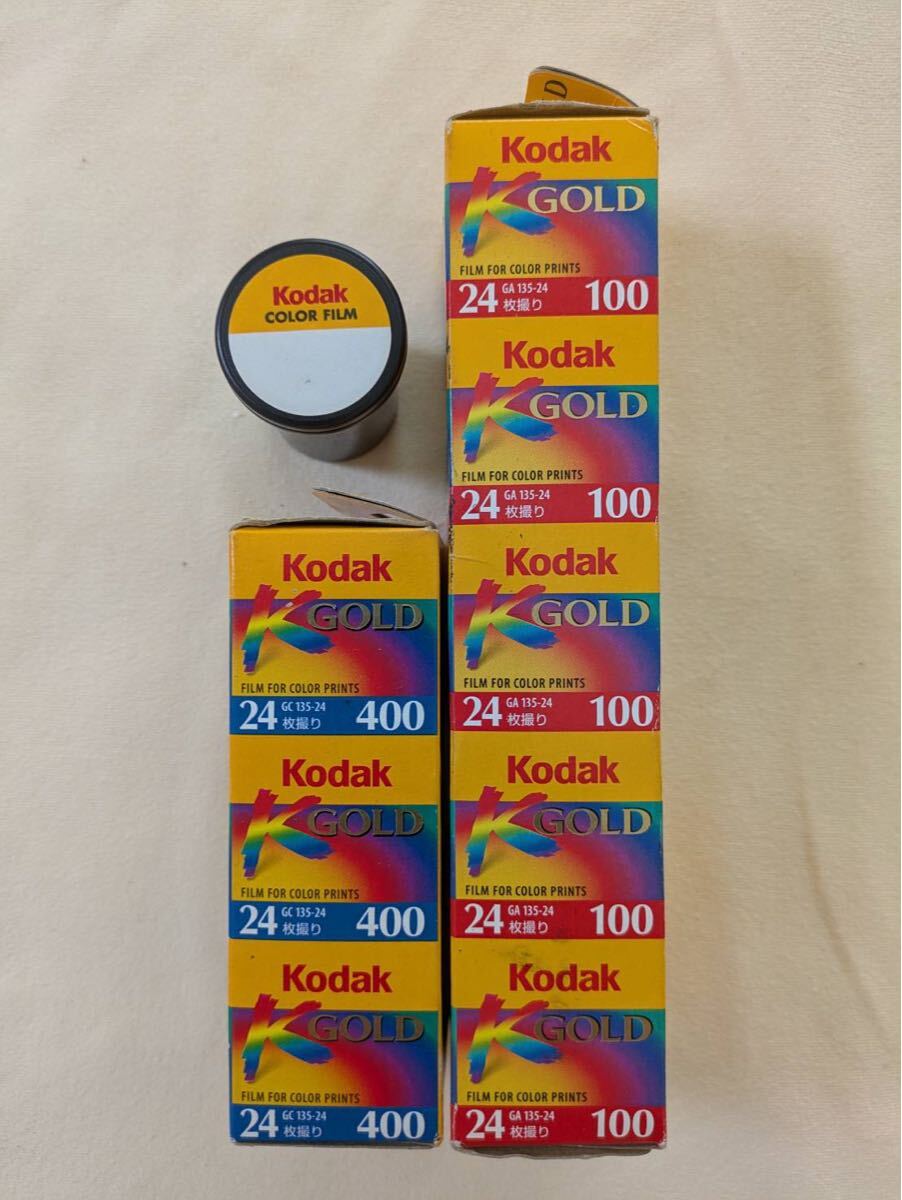 D
Kodak
GOLD
FILM FOR COLOR PRINTS
24 GA 135-24 枚撮り 100
Kodak
GOLD
FILM FOR COLOR PRINTS
24 GA 135-24 枚撮り 100
Kodak
GOLD
FILM FOR COLOR PRINTS
24 GA 135-24 枚撮り 100
Kodak
GOLD
FILM FOR COLOR PRINTS
24 GA 135-24 枚撮り 100
Kodak
GOLD
FILM FOR COLOR PRINTS
24 GA 135-24 枚撮り 100
Kodak
COLOR FILM
Kodak
GOLD
FILM FOR COLOR PRINTS
24 GC 135-24 枚撮り 400
Kodak
GOLD
FILM FOR COLOR PRINTS
24 GC 135-24 枚撮り 400
Kodak
GOLD
FILM FOR COLOR PRINTS
24 GC 135-24 枚撮り 400